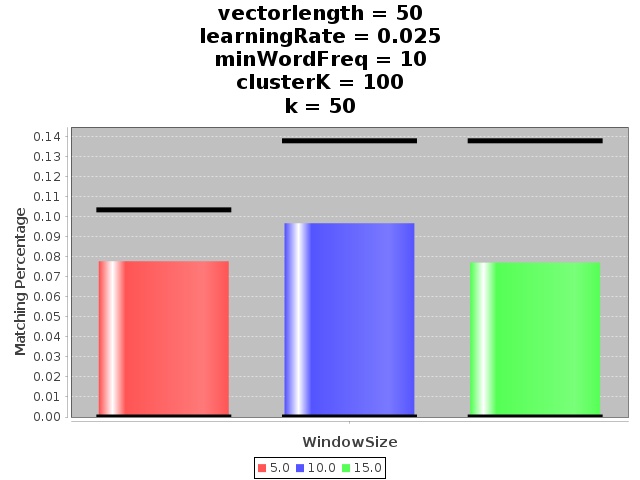 vectorlength = 50
learningRate = 0.025
minWordFreq = 10
clusterK = 100
k = 50
0.14
0.13
0.12
0.11
0.10
0.09
0.08
0.07
0.06
0.05
0.04
0.03
0.02
0.01
0.00
Matching Percentage
WindowSize
5.0 10.0 15.0